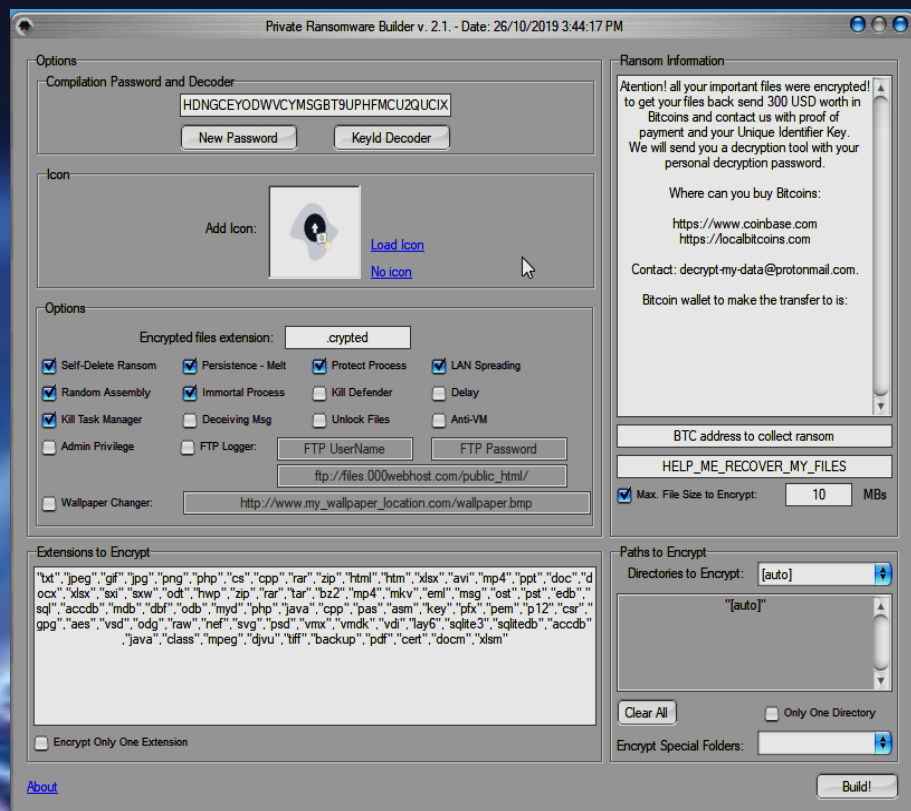 Private Ransomware Builder v. 2.1. - Date: 26/10/2019 3:44:17 PM
Options
Compilation Password and Decoder
HDNGCEYODWVCYMSGBT9UPHFMCU2QUCIX
New Password
KeyId Decoder
Icon
Add Icon:
Load Icon
No icon
Options
Encrypted files extension:
.crypted
Self-Delete Ransom
Persistence - Melt
Protect Process
LAN Spreading
Random Assembly
Immortal Process
Kill Defender
Delay
Kill Task Manager
Deceiving Msg
Unlock Files
Anti-VM
Admin Privilege
FTP Logger:
FTP UserName
FTP Password
ftp://files.000webhost.com/public_html/
Wallpaper Changer:
http://www.my_wallpaper_location.com/wallpaper.bmp
Extensions to Encrypt
"txt","jpeg","gif","jpg","png","php","cs","cpp","rar","zip","html","htm","xlsx","avi","mp4","ppt","doc","d
ocx","xlsx","sxi","sxw","odt","hwp","zip","rar","tar","bz2","mp4","mkv","eml","msg","ost","pst","edb","
sql","accdb","mdb","dbf","odb","myd","php","java","cpp","pas","asm","key","pfx","pem","p12","csr","
gpg","aes","vsd","odg","raw","nef","svg","psd","vmx","vmdk","vdi","lay6","sqlite3","sqlitedb","accdb"
,"java","class","mpeg","djvu","tiff","backup","pdf","cert","docm","xlsm"
Encrypt Only One Extension
About
Ransom Information
Atention! all your important files were encrypted!
to get your files back send 300 USD worth in
Bitcoins and contact us with proof of
payment and your Unique Identifier Key.
We will send you a decryption tool with your
personal decryption password.
Where can you buy Bitcoins:
https://www.coinbase.com
https://localbitcoins.com
Contact: decrypt-my-data@protonmail.com.
Bitcoin wallet to make the transfer to is:
BTC address to collect ransom
HELP_ME_RECOVER_MY_FILES
Max. File Size to Encrypt:
10
MBs
Paths to Encrypt
Directories to Encrypt:
[auto]
"[auto]"
Clear All
Only One Directory
Encrypt Special Folders:
Build!